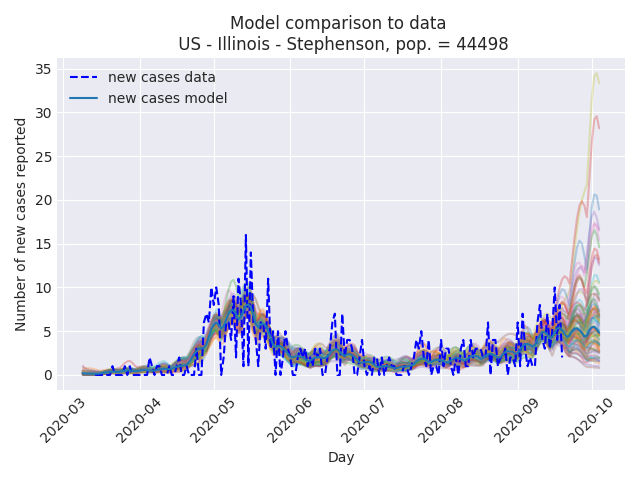 Model comparison to data
US - Illinois - Stephenson, pop. = 44498
new cases data
new cases model
Number of new cases reported
35
30
25
20
15
10
5
0
2020-03
2020-04
2020-05
2020-06
2020-07
2020-08
2020-09
2020-10
Day